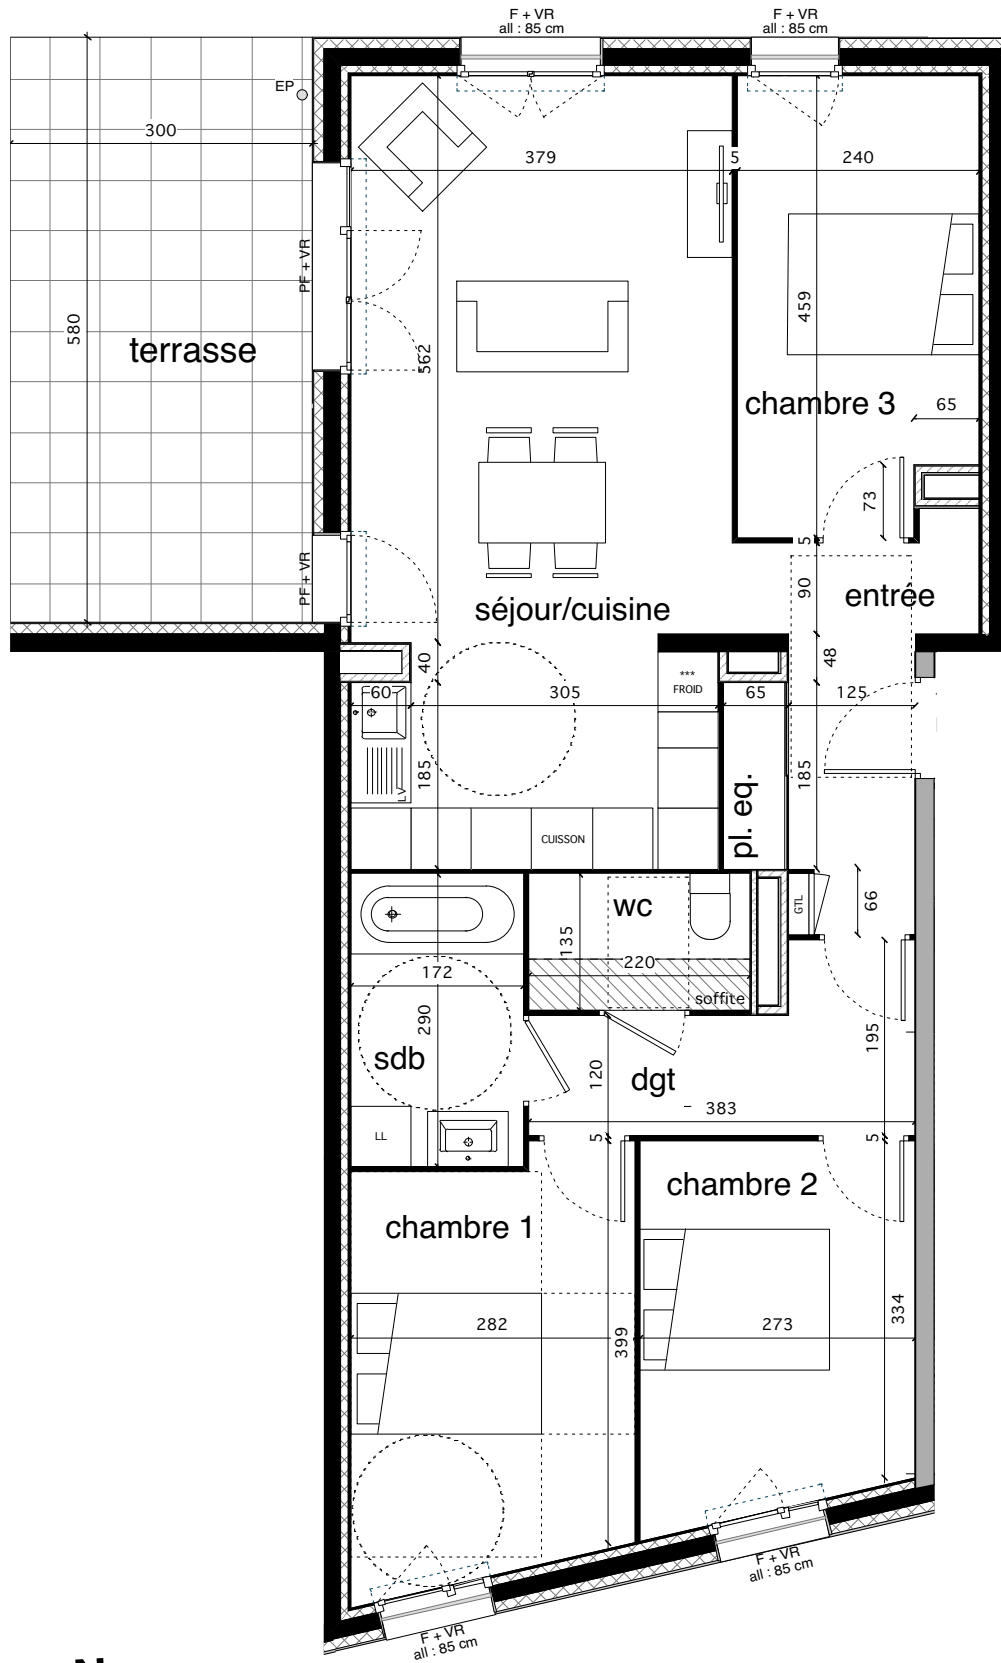 F + VR
all : 85 cm
F + VR
all : 85 cm
EP
300
379
5
240
PF + VR
580
459
terrasse
562
chambre 3
65
73
PF + VR
5
90
séjour/cuisine
entrée
40
48
***
FROID
60
305
65
125
185
LV
pl. eq.
185
CUISSON
wc
GTL
66
135
172
220
soffite
290
sdb
120
195
dgt
383
LL
5
5
chambre 2
chambre 1
282
399
273
334
F + VR
all : 85 cm
F + VR
all : 85 cm